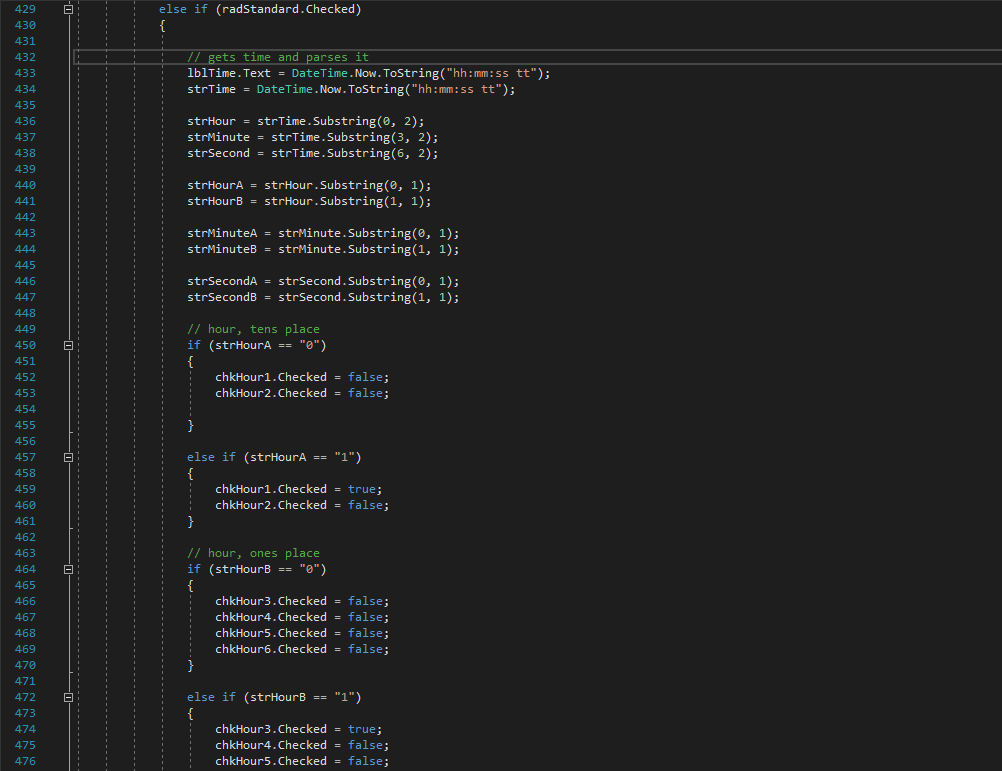 429 else if (radStandard.Checked)
430 {
431
432 // gets time and parses it
433 lblTime.Text = DateTime.Now.ToString("hh:mm:ss tt");
434 strTime = DateTime.Now.ToString("hh:mm:ss tt");
435
436 strHour = strTime.Substring(0, 2);
437 strMinute = strTime.Substring(3, 2);
438 strSecond = strTime.Substring(6, 2);
439
440 strHourA = strHour.Substring(0, 1);
441 strHourB = strHour.Substring(1, 1);
442
443 strMinuteA = strMinute.Substring(0, 1);
444 strMinuteB = strMinute.Substring(1, 1);
445
446 strSecondA = strSecond.Substring(0, 1);
447 strSecondB = strSecond.Substring(1, 1);
448
449 // hour, tens place
450 if (strHourA == "0")
451 {
452 chkHour1.Checked = false;
453 chkHour2.Checked = false;
454
455 }
456
457 else if (strHourA == "1")
458 {
459 chkHour1.Checked = true;
460 chkHour2.Checked = false;
461 }
462
463 // hour, ones place
464 if (strHourB == "0")
465 {
466 chkHour3.Checked = false;
467 chkHour4.Checked = false;
468 chkHour5.Checked = false;
469 chkHour6.Checked = false;
470 }
471
472 else if (strHourB == "1")
473 {
474 chkHour3.Checked = true;
475 chkHour4.Checked = false;
476 chkHour5.Checked = false;